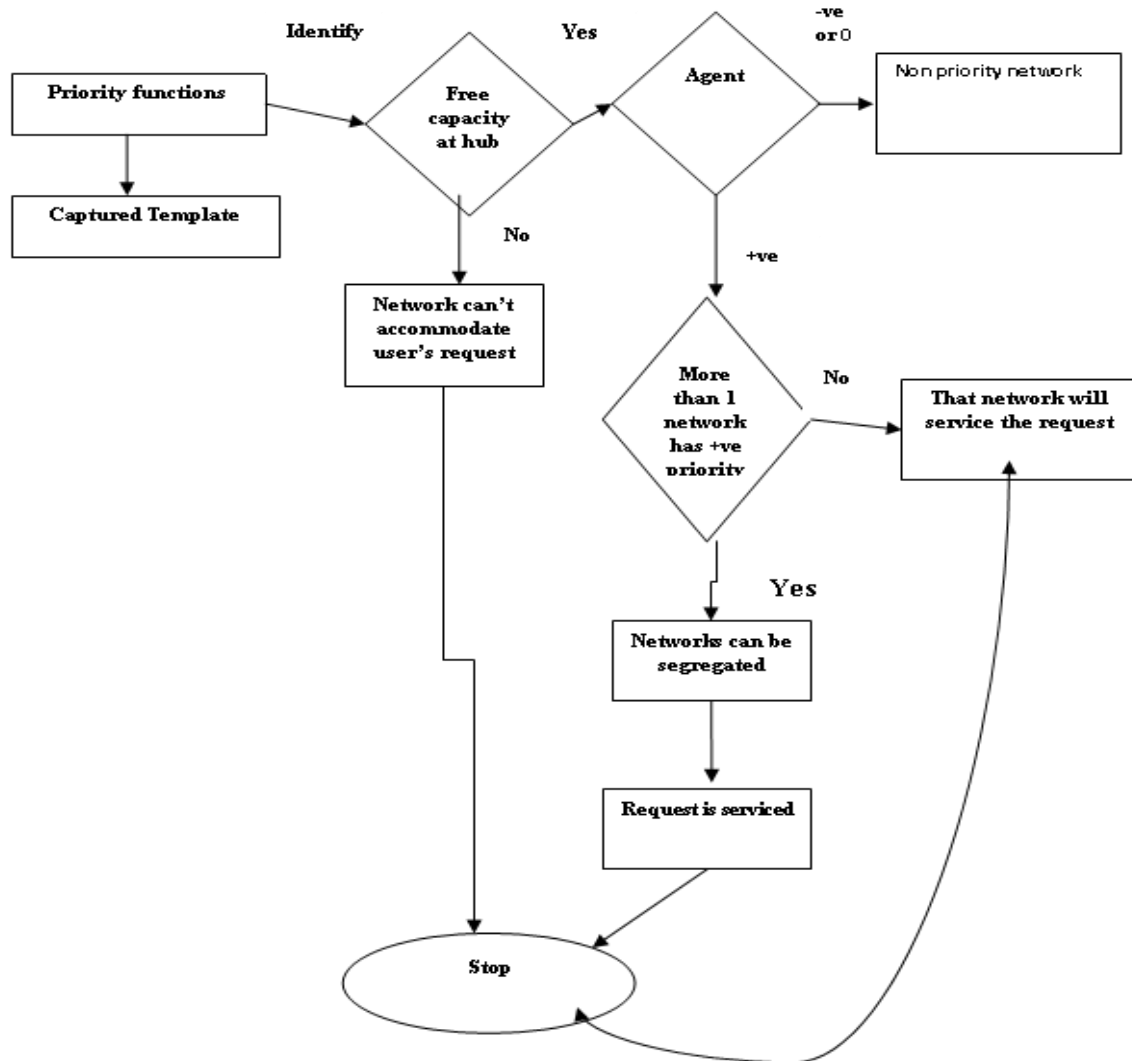 Identify
Yes
-ve
or 0
Priority functions
Free
capacity
at hub
Agent
Non priority network
Captured Template
No
+ve
Network can't
accommodate
user's request
More
than 1
network
has +ve
priority
No
That network will
service the request
Yes
Networks can be
segregated
Request is serviced
Stop